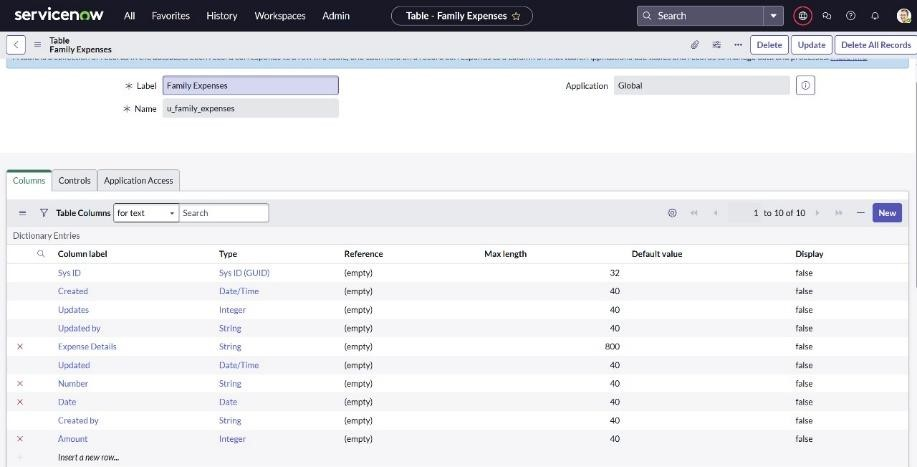 servicenow All Favorites History Workspaces Admin Table - Family Expenses Search
Table
Family Expenses
Delete Update Delete All Records
Label Family Expenses Application Global
Name u_family_expenses
Columns Controls Application Access
Table Columns for text Search 1 to 10 of 10 New
Dictionary Entries
Column label Type Reference Max length Default value Display
Sys ID Sys ID (GUID) (empty) 32 false
Created Date/Time (empty) 40 false
Updates Integer (empty) 40 false
Updated by String (empty) 40 false
Expense Details String (empty) 800 false
Updated Date/Time (empty) 40 false
Number String (empty) 40 false
Date Date (empty) 40 false
Created by String (empty) 40 false
Amount Integer (empty) 40 false
Insert a new row...